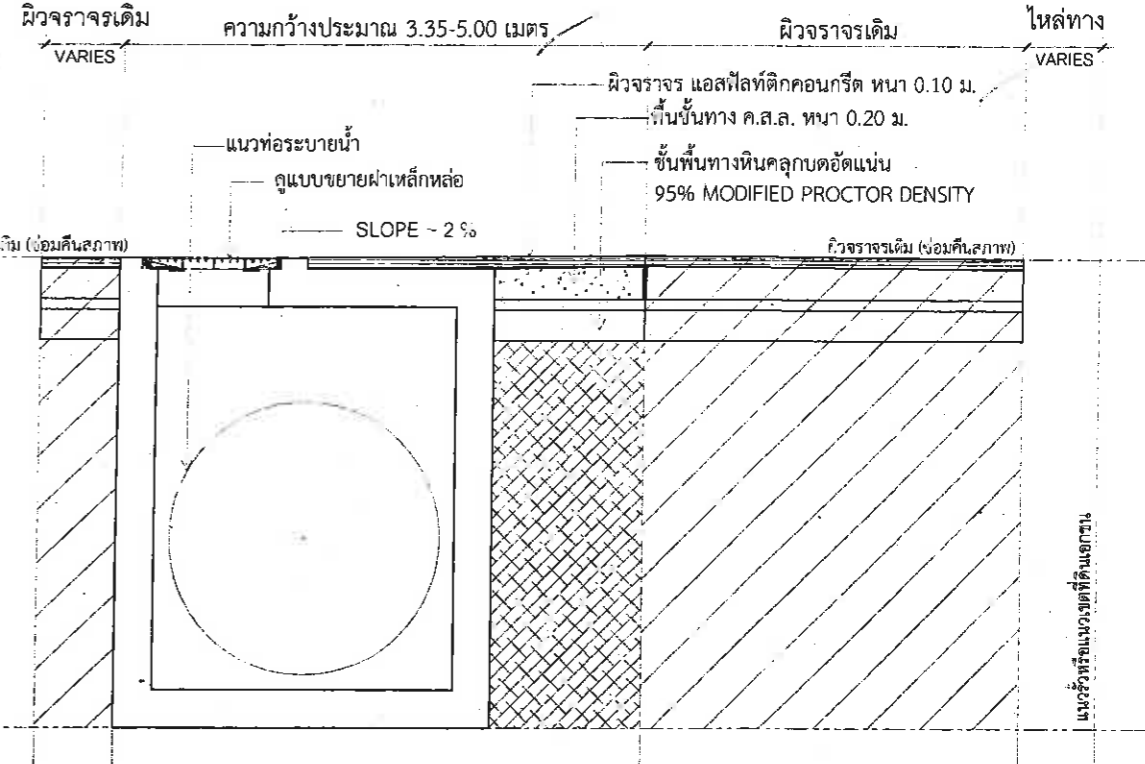 ผิวจราจรเดิม
ความกว้างประมาณ 3.35-5.00 เมตร
ผิวจราจรเดิม
ไหล่ทาง
VARIES
VARIES
ผิวจราจร แอสฟัลท์ติกคอนกรีต หนา 0.10 ม.
พื้นชั้นทาง ค.ส.ล. หนา 0.20 ม.
แนวท่อระบายน้ำ
ชั้นพื้นทางหินคลุกบดอัดแน่น
ดูแบบขยายฝาเหล็กหล่อ
95% MODIFIED PROCTOR DENSITY
SLOPE ~ 2 %
(ซ่อมคืนสภาพ)
ผิวจราจรเดิม (ซ่อมคืนสภาพ)
แนวรั้วหรือแนวเขตที่ดินเอกชน